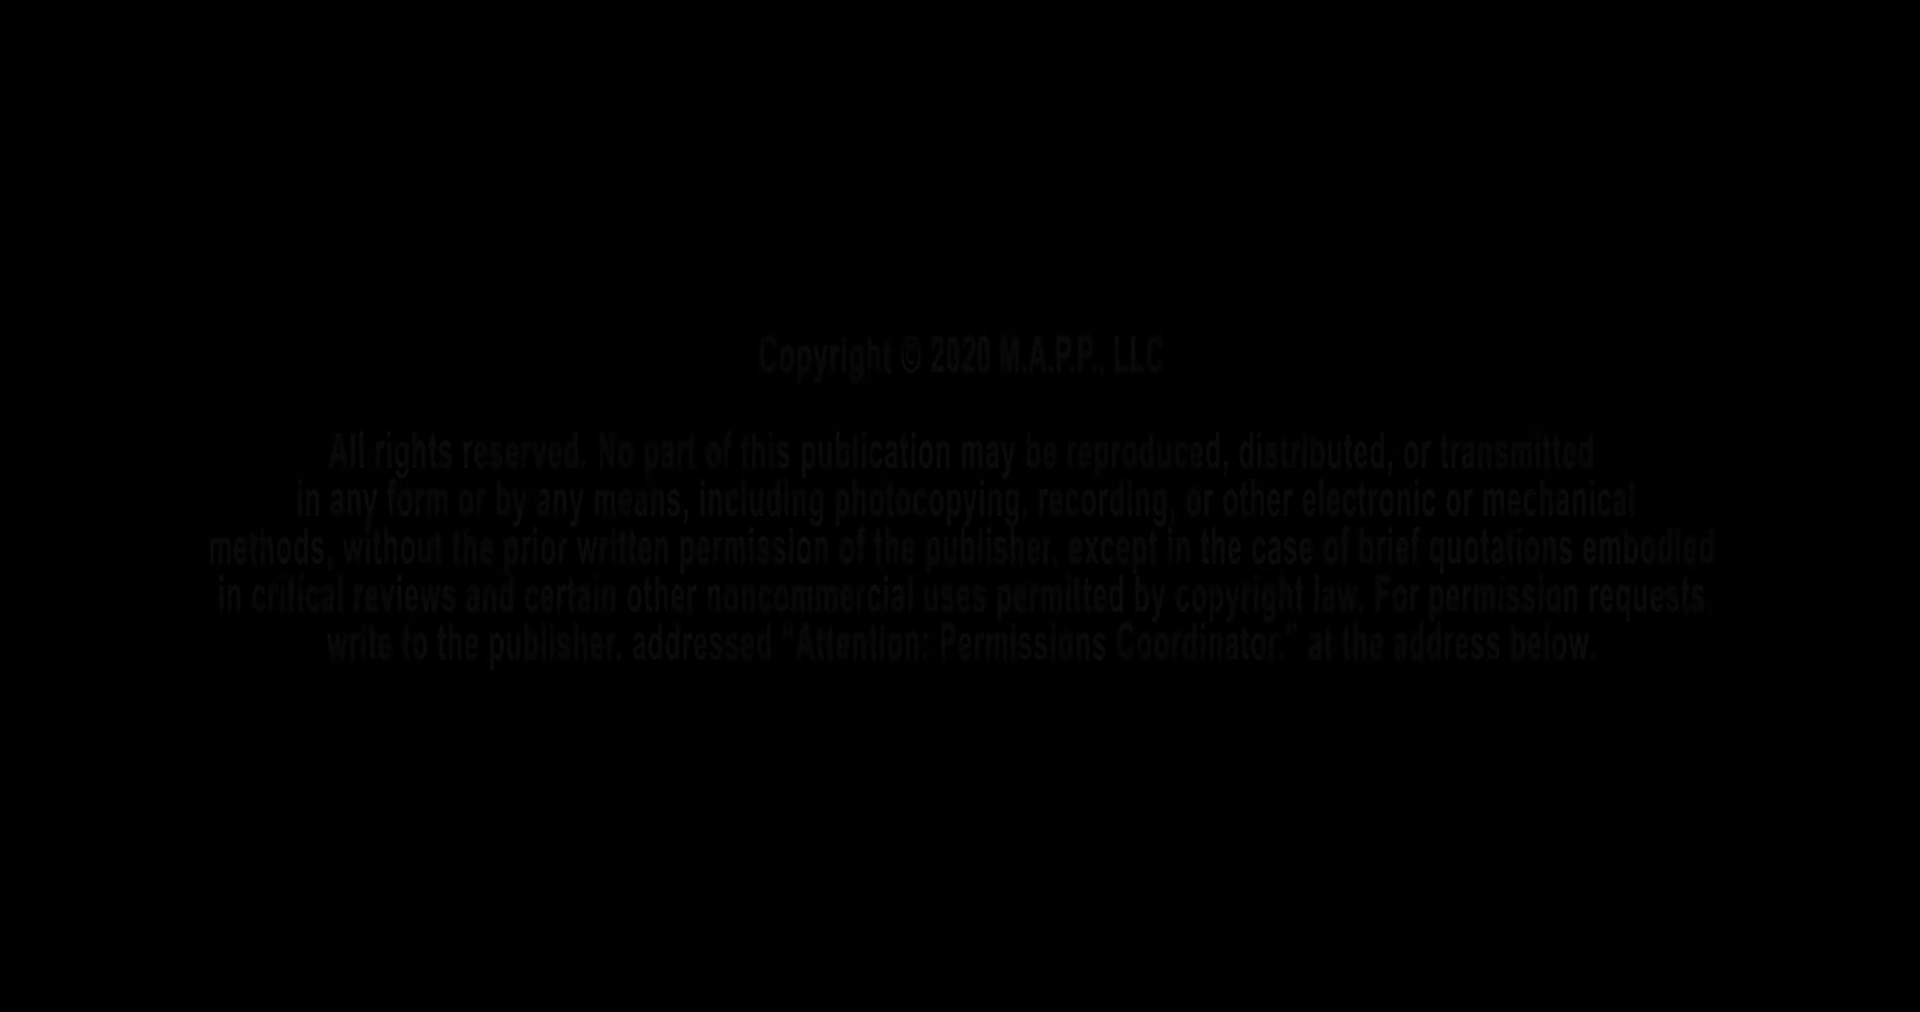 Copyright © 2020 M.A.P.P., LLC
All rights reserved. No part of this publication may be reproduced, distributed, or transmitted
in any form or by any means, including photocopying, recording, or other electronic or mechanical
methods, without the prior written permission of the publisher, except in the case of brief quotations embodied
in critical reviews and certain other noncommercial uses permitted by copyright law. For permission requests,
write to the publisher, addressed "Attention: Permissions Coordinator," at the address below.